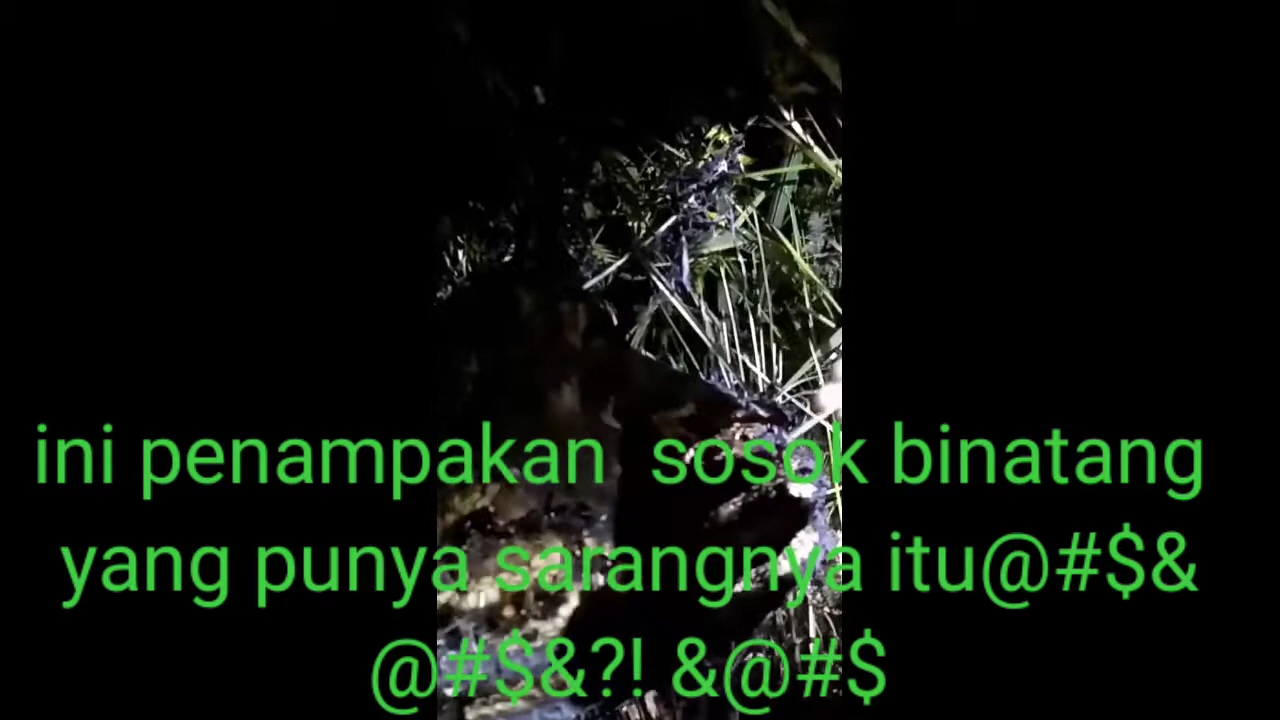 ini penampakan  sosok binatang
yang punya sarangnya itu@#$&
@#$&?! &@#$